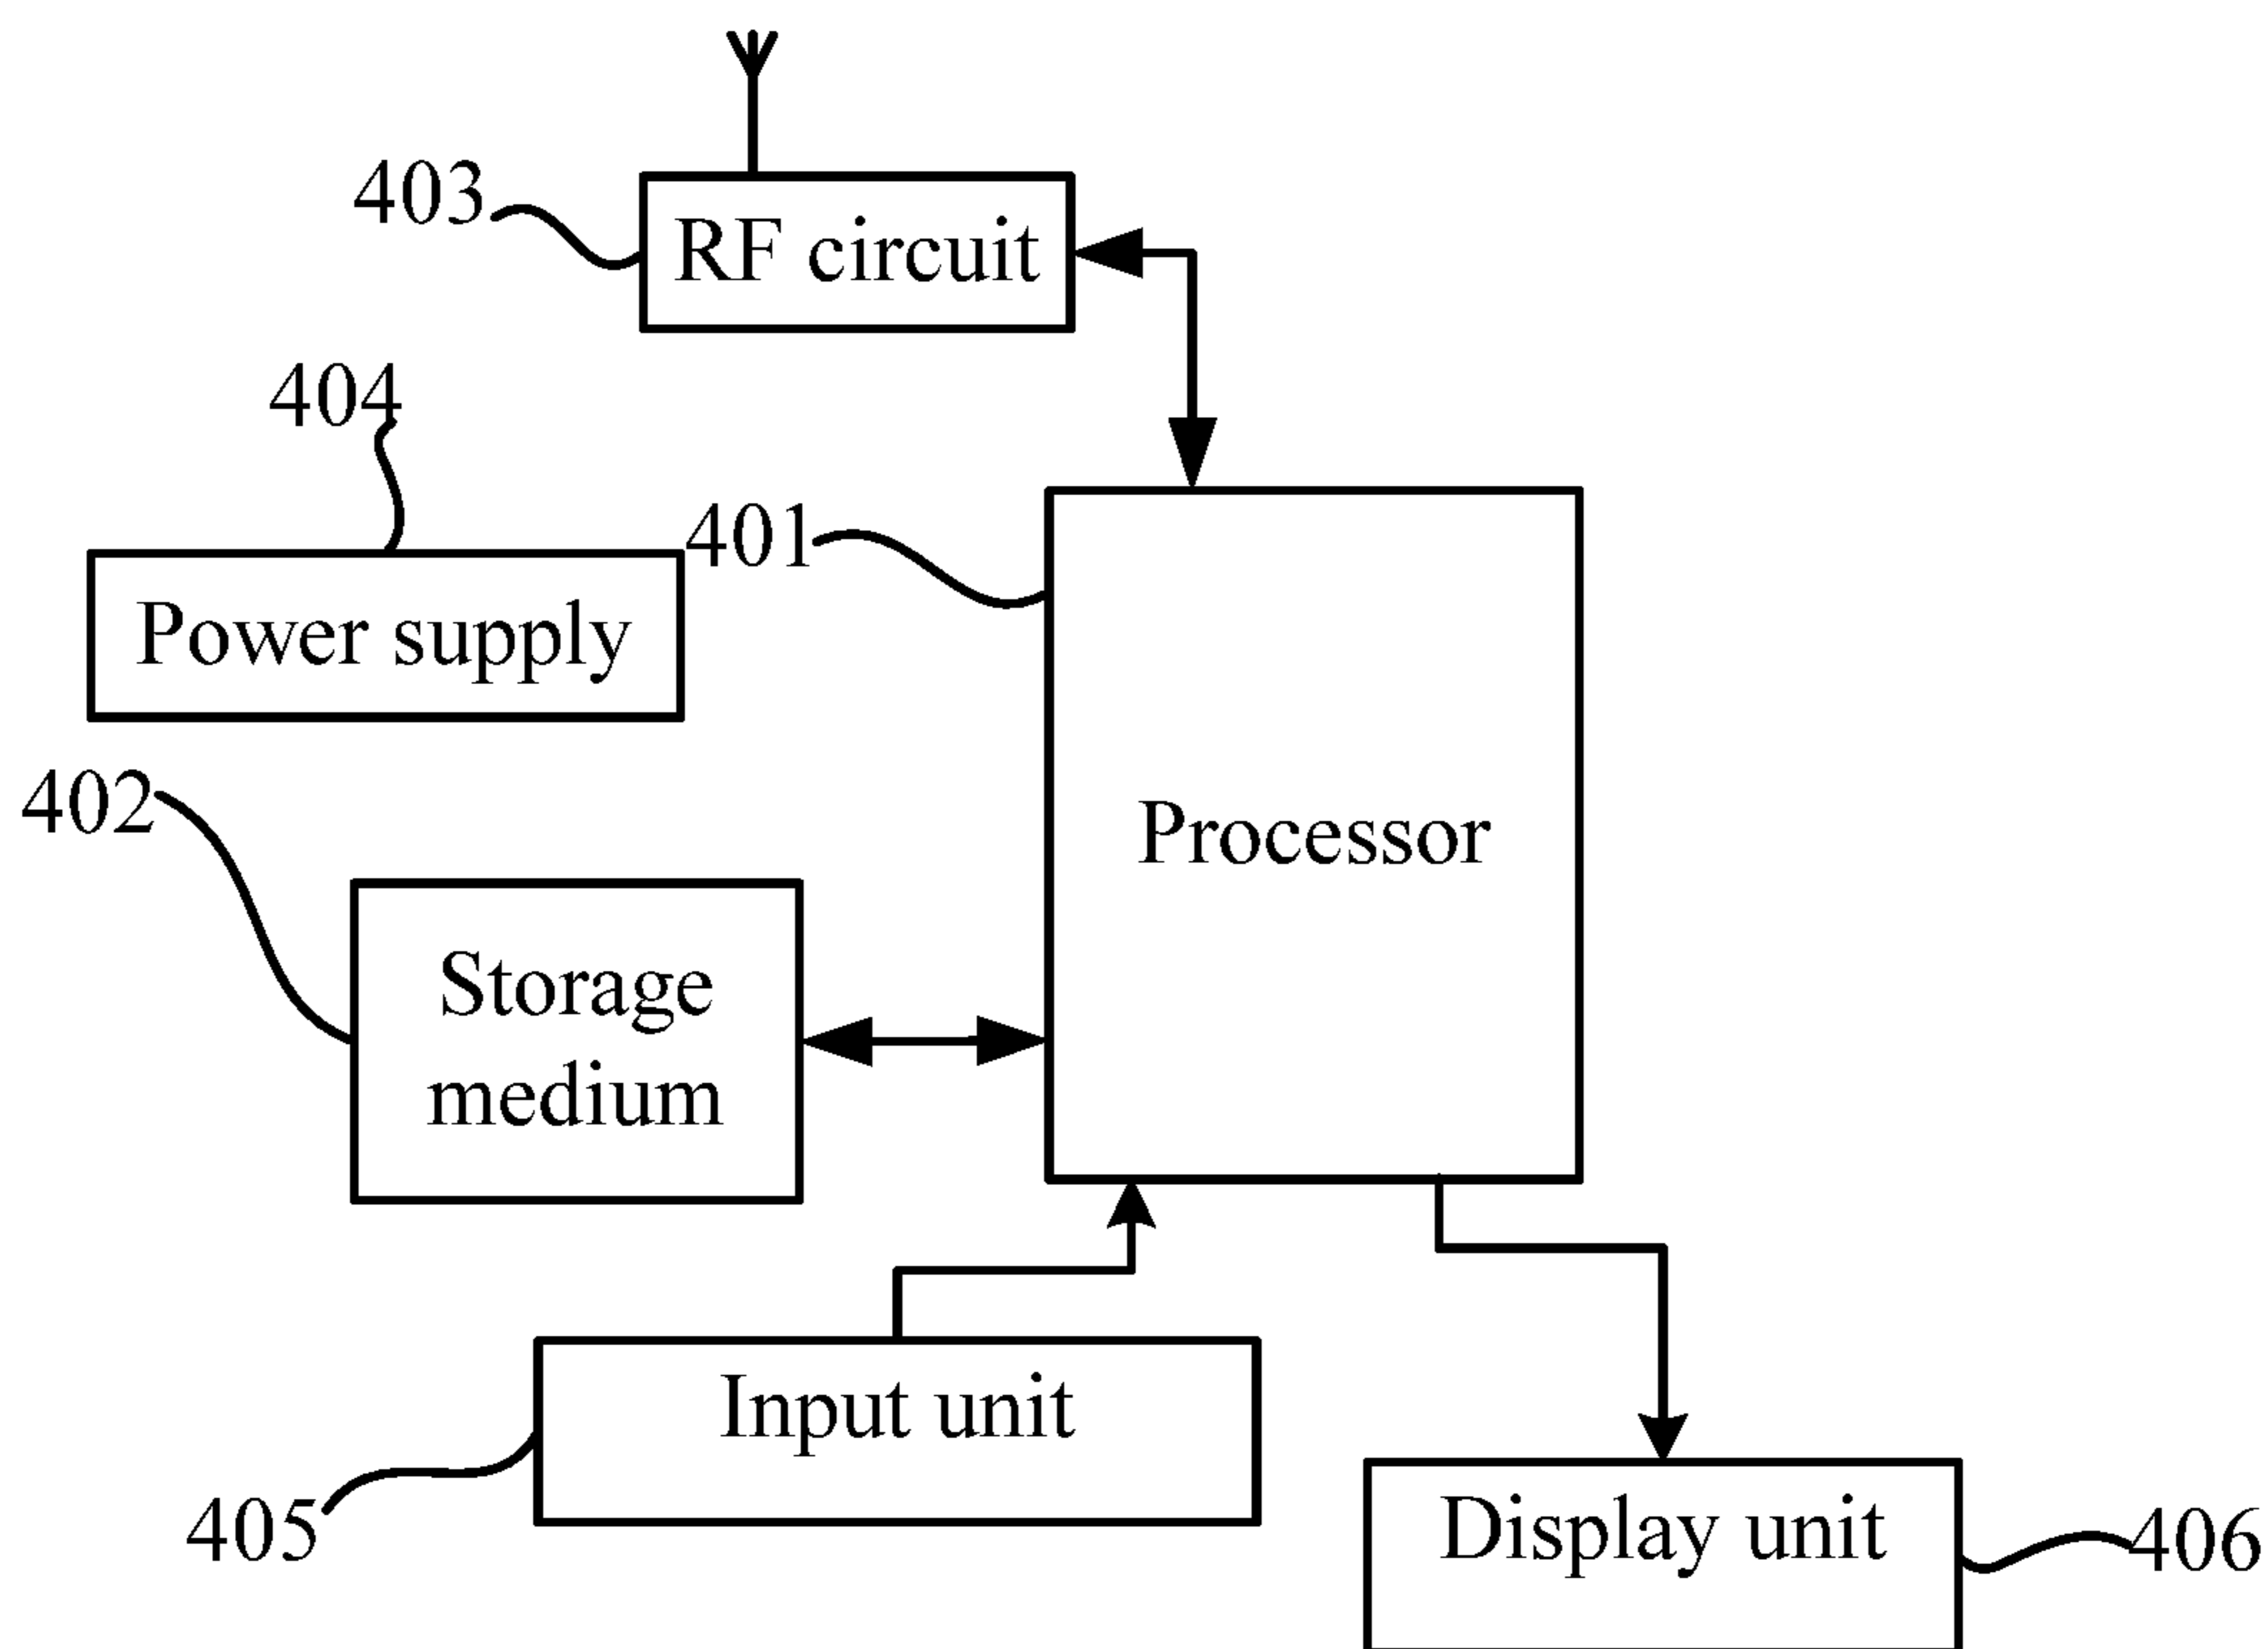 403
RF circuit
404
401
Power supply
402
Processor
Storage
medium
Input unit
405
Display unit
406